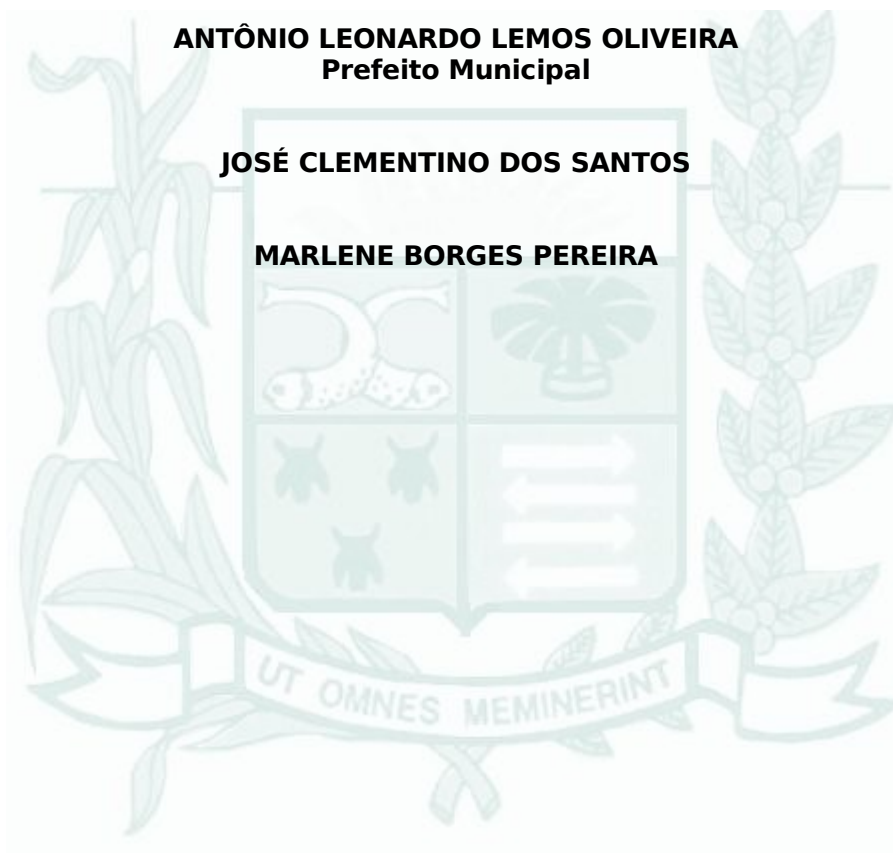 ANTÔNIO LEONARDO LEMOS OLIVEIRA
Prefeito Municipal
JOSÉ CLEMENTINO DOS SANTOS
MARLENE BORGES PEREIRA
UT OMNES MEMINERINT